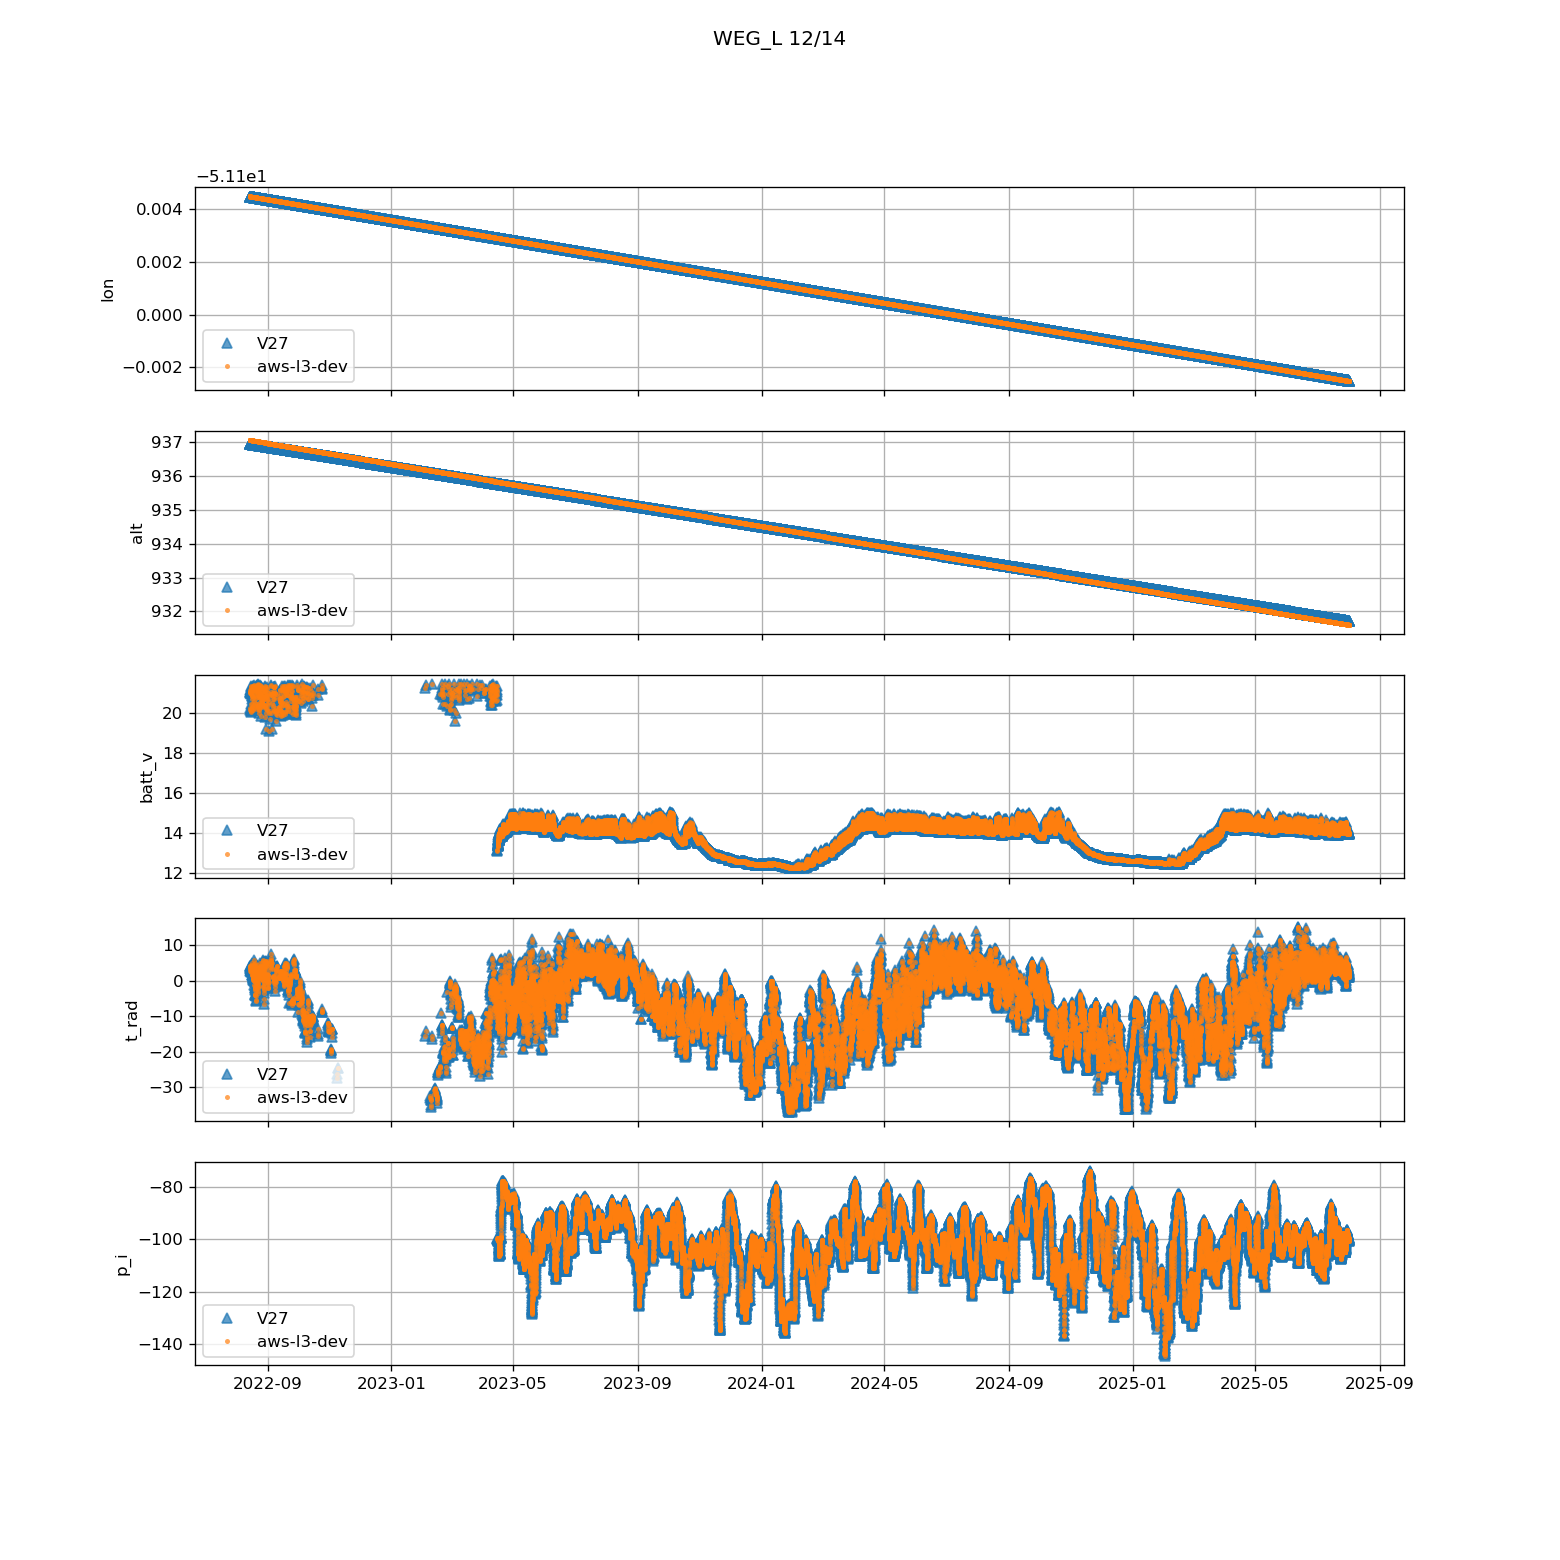 WEG_L 12/14
−5.11e1
0.004
0.002
0.000
−0.002
lon
V27
aws-l3-dev
937
936
935
934
933
932
alt
V27
aws-l3-dev
20
18
16
14
12
batt_v
V27
aws-l3-dev
10
0
−10
−20
−30
t_rad
V27
aws-l3-dev
−80
−100
−120
−140
p_i
V27
aws-l3-dev
2022-09 2023-01 2023-05 2023-09 2024-01 2024-05 2024-09 2025-01 2025-05 2025-09